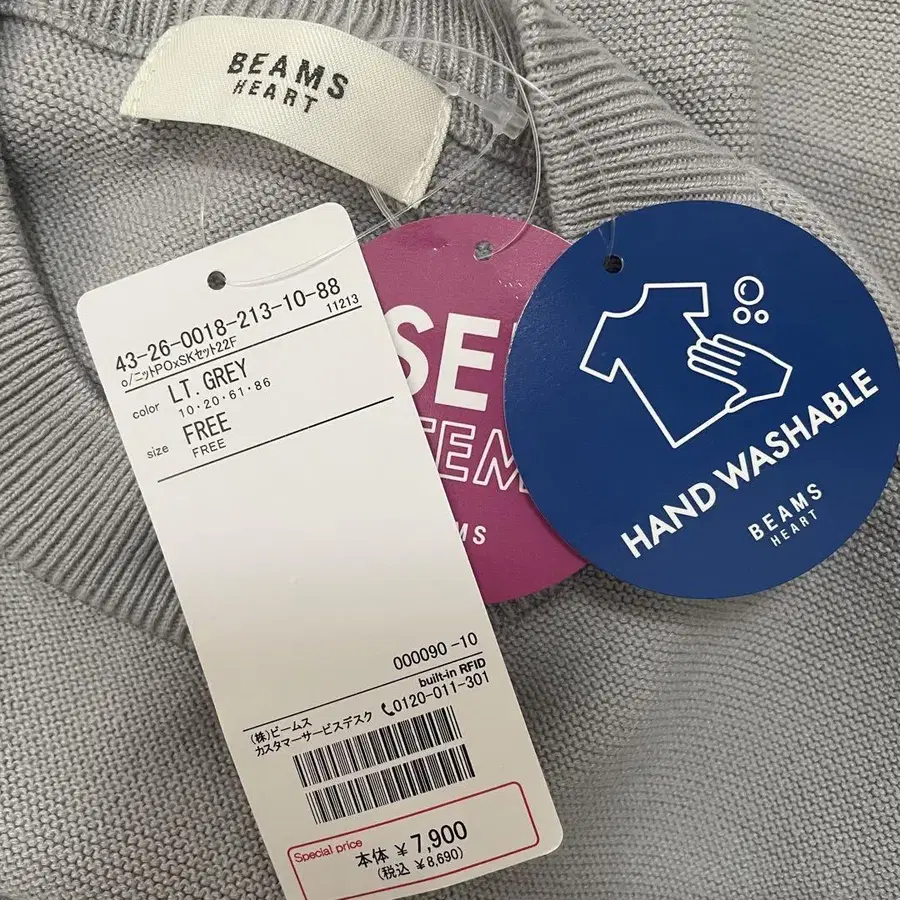 BEAMS
HEART
43-26-0018-213-10-88
11213
o/ニットPOxSKセット22F
color LT. GREY
10・20・61・86
size FREE
FREE
000090 -10
built-in RFID
(株)ビームス
カスタマーサービスデスク 0120-011-301
Special price
本体 ¥7,900
(税込 ¥8,690)
HAND WASHABLE
BEAMS
HEART